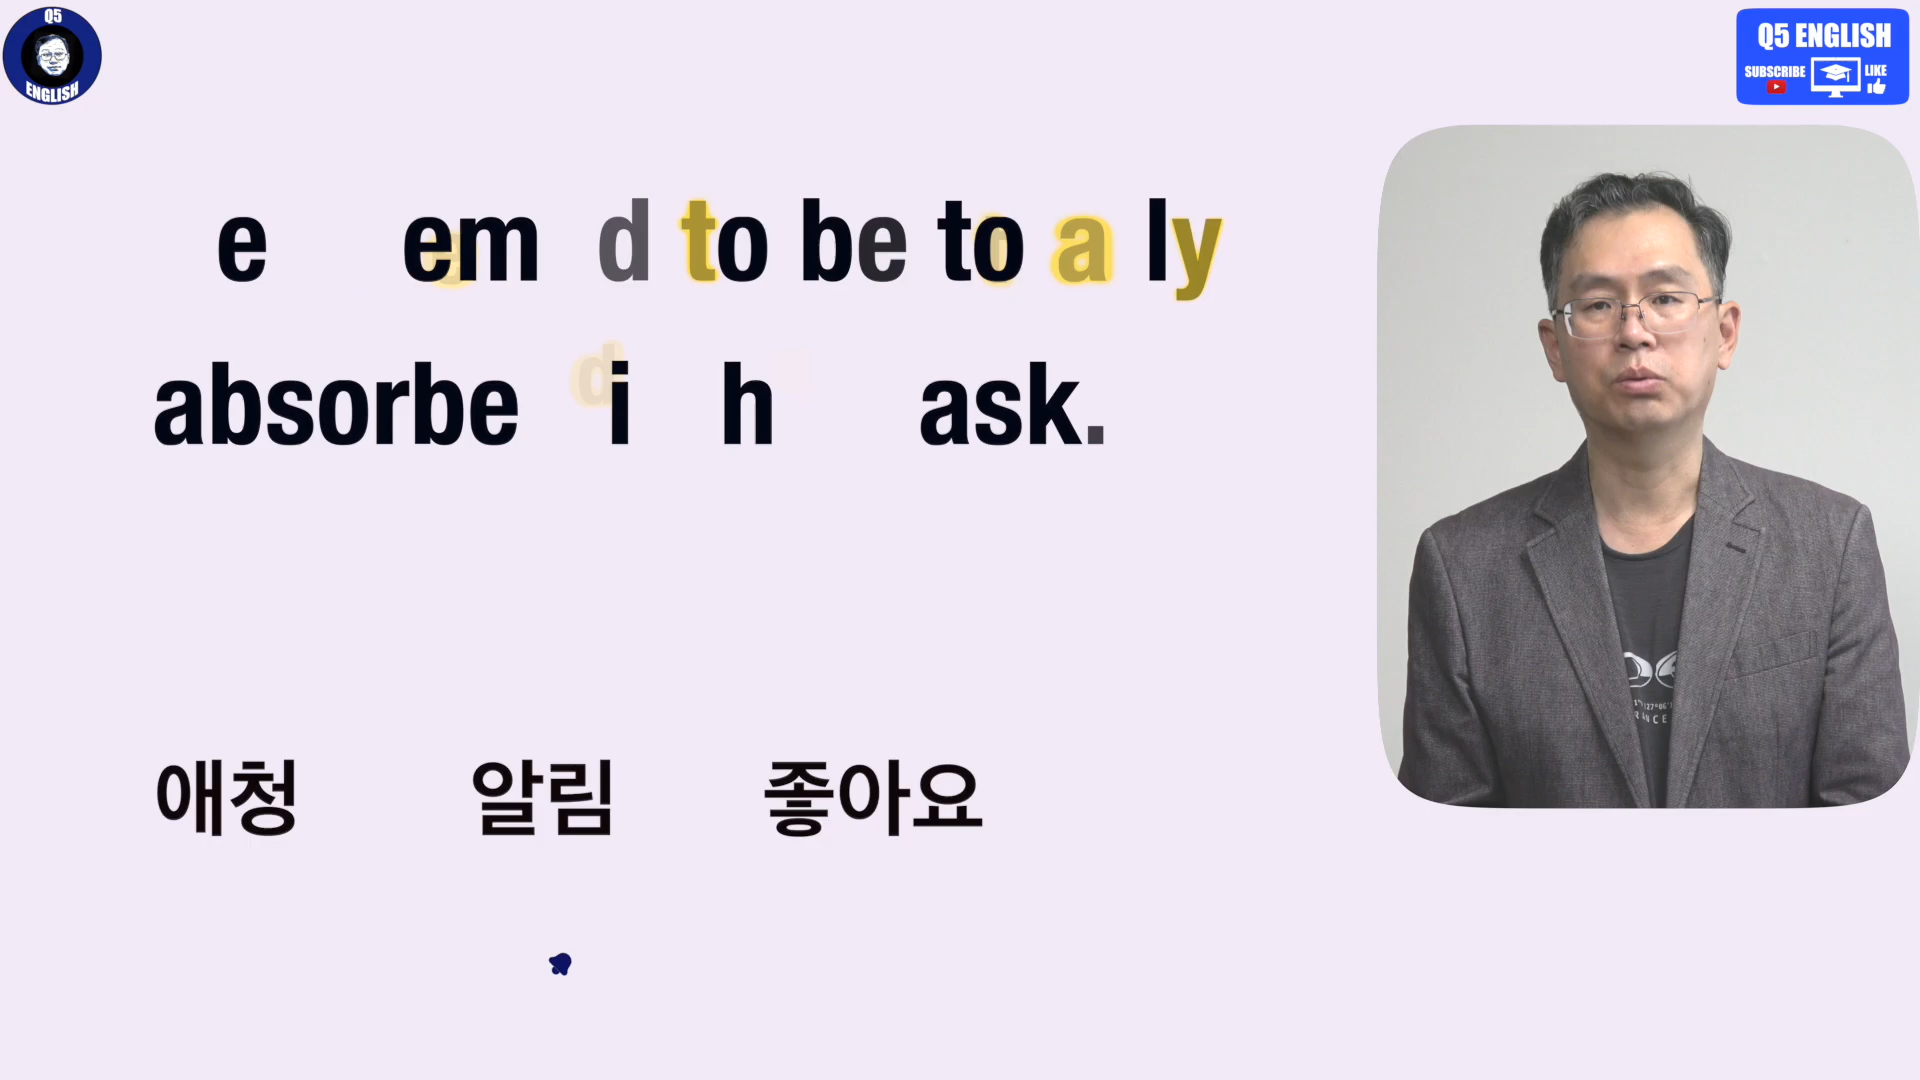 Q5
ENGLISH
Q5 ENGLISH
SUBSCRIBE LIKE
e em d to be to a ly
absorbe i h ask.
애청 알림 좋아요